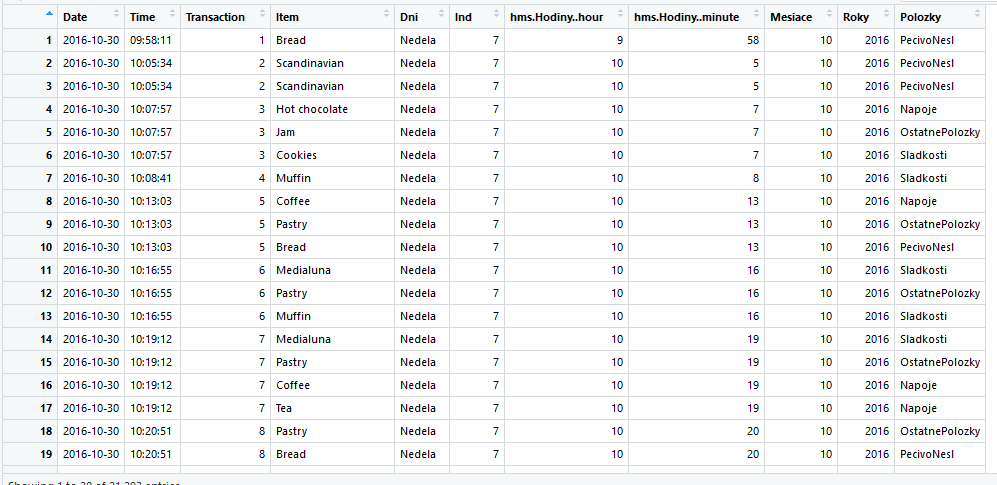 Date Time Transaction Item Dni Ind hms.Hodiny..hour hms.Hodiny..minute Mesiace Roky Polozky
1 2016-10-30 09:58:11 1 Bread Nedela 7 9 58 10 2016 PecivoNesl
2 2016-10-30 10:05:34 2 Scandinavian Nedela 7 10 5 10 2016 PecivoNesl
3 2016-10-30 10:05:34 2 Scandinavian Nedela 7 10 5 10 2016 PecivoNesl
4 2016-10-30 10:07:57 3 Hot chocolate Nedela 7 10 7 10 2016 Napoje
5 2016-10-30 10:07:57 3 Jam Nedela 7 10 7 10 2016 OstatnePolozky
6 2016-10-30 10:07:57 3 Cookies Nedela 7 10 7 10 2016 Sladkosti
7 2016-10-30 10:08:41 4 Muffin Nedela 7 10 8 10 2016 Sladkosti
8 2016-10-30 10:13:03 5 Coffee Nedela 7 10 13 10 2016 Napoje
9 2016-10-30 10:13:03 5 Pastry Nedela 7 10 13 10 2016 OstatnePolozky
10 2016-10-30 10:13:03 5 Bread Nedela 7 10 13 10 2016 PecivoNesl
11 2016-10-30 10:16:55 6 Medialuna Nedela 7 10 16 10 2016 Sladkosti
12 2016-10-30 10:16:55 6 Pastry Nedela 7 10 16 10 2016 OstatnePolozky
13 2016-10-30 10:16:55 6 Muffin Nedela 7 10 16 10 2016 Sladkosti
14 2016-10-30 10:19:12 7 Medialuna Nedela 7 10 19 10 2016 Sladkosti
15 2016-10-30 10:19:12 7 Pastry Nedela 7 10 19 10 2016 OstatnePolozky
16 2016-10-30 10:19:12 7 Coffee Nedela 7 10 19 10 2016 Napoje
17 2016-10-30 10:19:12 7 Tea Nedela 7 10 19 10 2016 Napoje
18 2016-10-30 10:20:51 8 Pastry Nedela 7 10 20 10 2016 OstatnePolozky
19 2016-10-30 10:20:51 8 Bread Nedela 7 10 20 10 2016 PecivoNesl